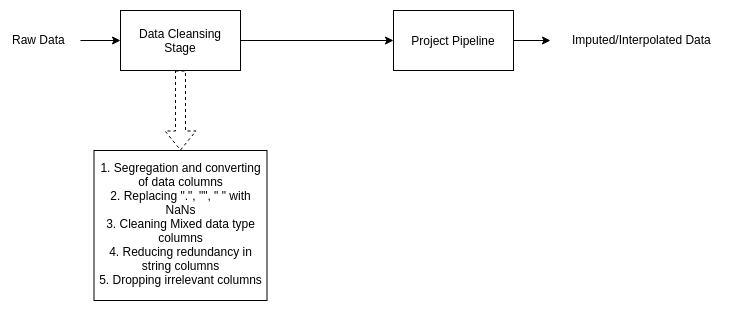 Raw Data
Data Cleansing
Stage
Project Pipeline
Imputed/Interpolated Data
1. Segregation and converting
of data columns
2. Replacing ".", "", " " with
NaNs
3. Cleaning Mixed data type
columns
4. Reducing redundancy in
string columns
5. Dropping irrelevant columns